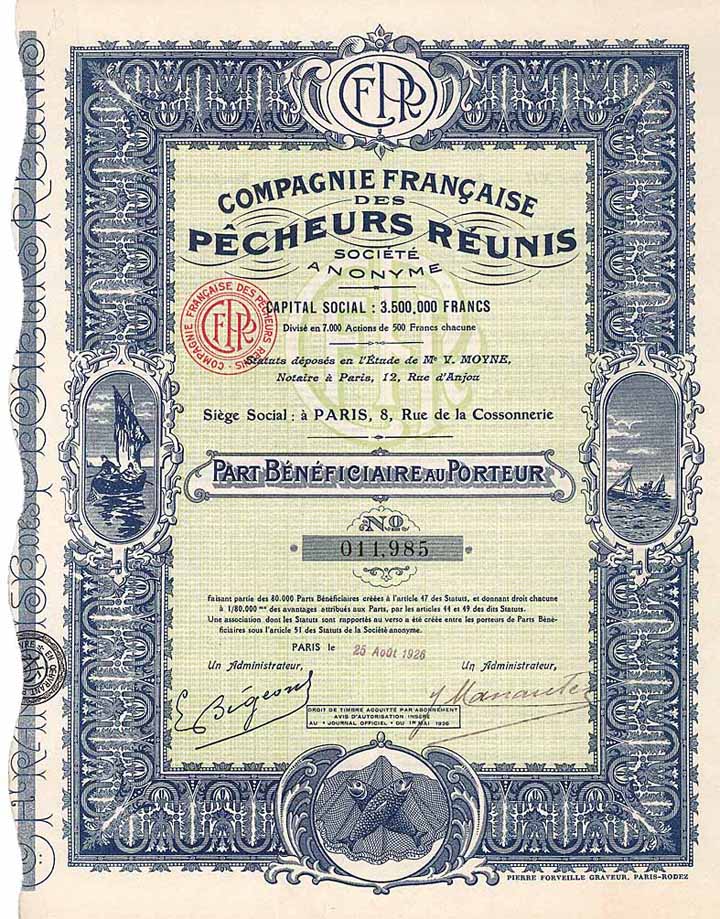 CFPR
COMPAGNIE FRANÇAISE
DES
PÊCHEURS RÉUNIS
SOCIÉTÉ
ANONYME
COMPAGNIE FRANÇAISE DES PÊCHEURS RÉUNIS
CFPR
CAPITAL SOCIAL : 3.500.000 FRANCS
Divisé en 7.000 Actions de 500 Francs chacune
Statuts déposés en l'Étude de Me V. MOYNE,
Notaire à Paris, 12, Rue d'Anjou
Siège Social : à PARIS, 8, Rue de la Cossonnerie
PART BÉNÉFICIAIRE AU PORTEUR
No
011,985
faisant partie des 80.000 Parts Bénéficiaires créées à l'article 47 des Statuts, et donnant droit chacune
à 1/80.000me des avantages attribués aux Parts, par les articles 44 et 49 des dits Statuts.
Une association dont les Statuts sont rapportés au verso a été créée entre les porteurs de Parts Béné-
ficiaires sous l'article 51 des Statuts de la Société anonyme.
PARIS le 25 Août 1926
Un Administrateur, Un Administrateur,
E Bigeon
DROIT DE TIMBRE ACQUITTÉ PAR ABONNEMENT
AVIS D'AUTORISATION INSÉRÉ
AU "JOURNAL OFFICIEL" DU 1er MAI 1926
PIERRE FORVEILLE GRAVEUR, PARIS-RODEZ